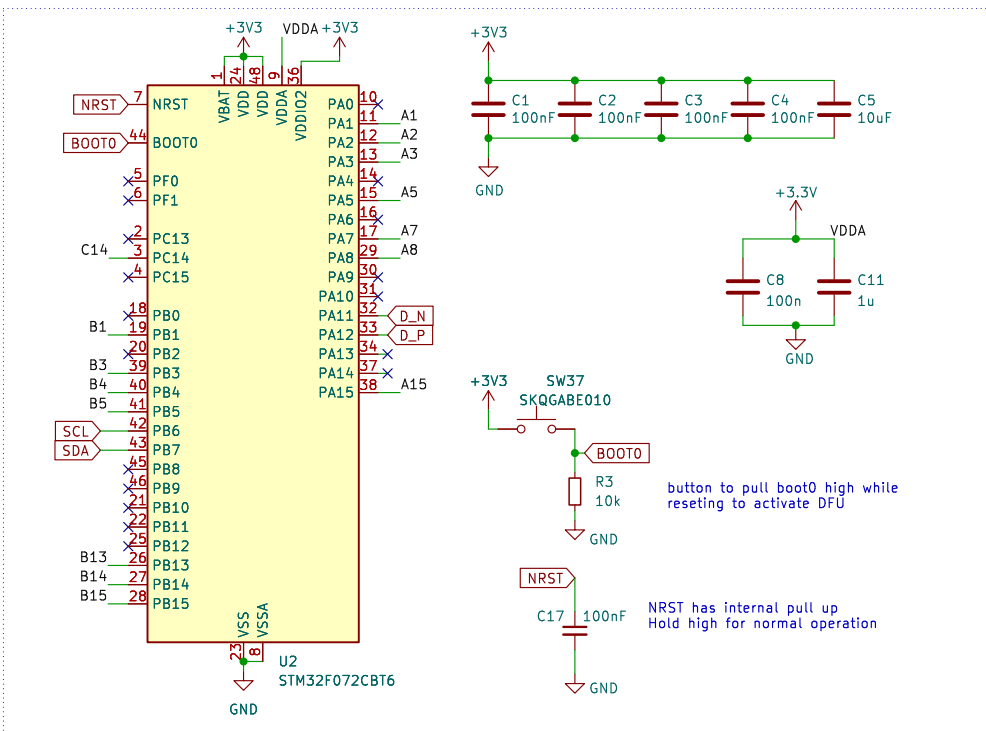 +3V3
VDDA
+3V3
1
24
48
9
36
VBAT
VDD
VDD
VDDA
VDDIO2
NRST
7
NRST
BOOT0
44
BOOT0
5
PF0
6
PF1
2
PC13
C14
3
PC14
4
PC15
18
PB0
B1
19
PB1
20
PB2
B3
39
PB3
B4
40
PB4
B5
41
PB5
SCL
42
PB6
SDA
43
PB7
45
PB8
46
PB9
21
PB10
22
PB11
25
PB12
B13
26
PB13
B14
27
PB14
B15
28
PB15
PA0
10
PA1
11
A1
PA2
12
A2
PA3
13
A3
PA4
14
PA5
15
A5
PA6
16
PA7
17
A7
PA8
29
A8
PA9
30
PA10
31
PA11
32
D_N
PA12
33
D_P
PA13
34
PA14
37
PA15
38
A15
VSS
VSSA
23
8
U2
STM32F072CBT6
GND
+3V3
C1
100nF
C2
100nF
C3
100nF
C4
100nF
C5
10uF
GND
+3.3V
VDDA
C8
100n
C11
1u
GND
+3V3
SW37
SKQGABE010
BOOT0
R3
10k
GND
button to pull boot0 high while
reseting to activate DFU
NRST
C17
100nF
GND
NRST has internal pull up
Hold high for normal operation